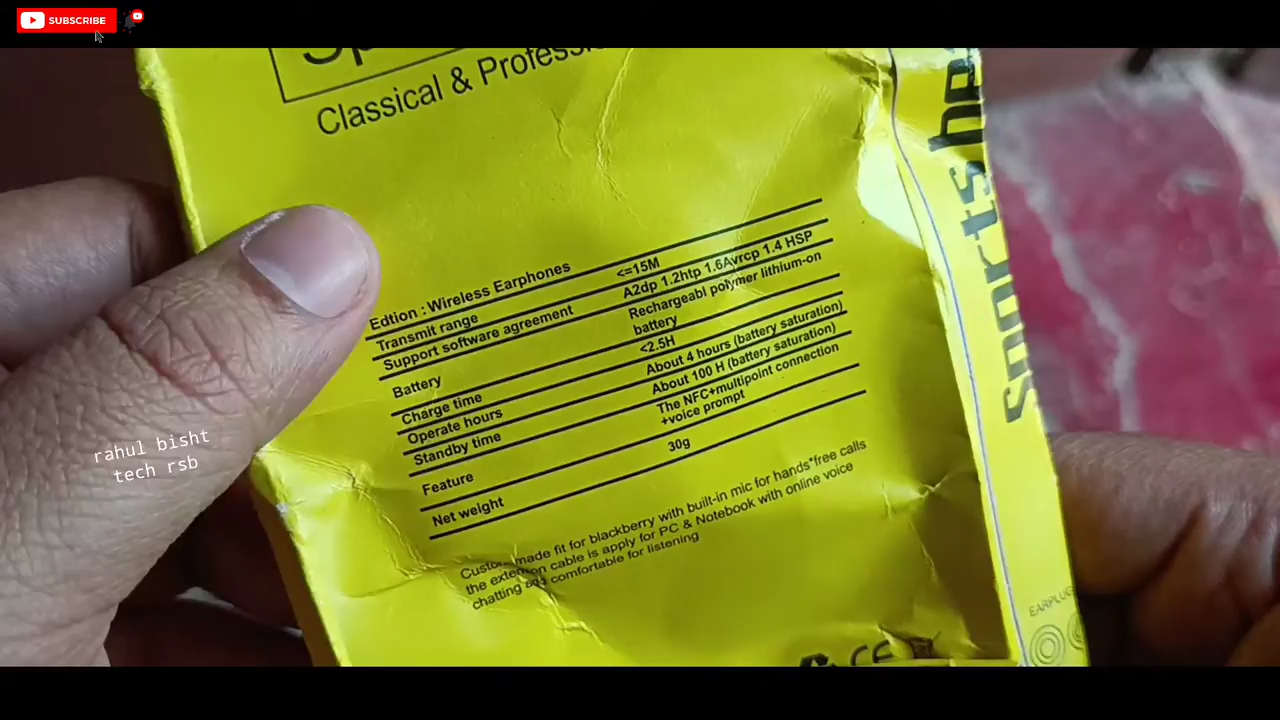 SUBSCRIBE
Classical &
Edtion : Wireless Earphones
Transmit range <=15M
Support software agreement A2dp 1.2htp 1.6Avrcp 1.4 HSP
Battery Rechargeabl polymer lithium-on
battery
Charge time <2.5H
Operate hours About 4 hours (battery saturation)
Standby time About 100 H (battery saturation)
Feature The NFC+multipoint connection
+voice prompt
Net weight 30g
made fit for blackberry with built-in mic for hands*free calls
the cable is apply for PC & Notebook with online voice
chatting and comfortable for listening
CE
Sports
rahul bisht
tech rsb